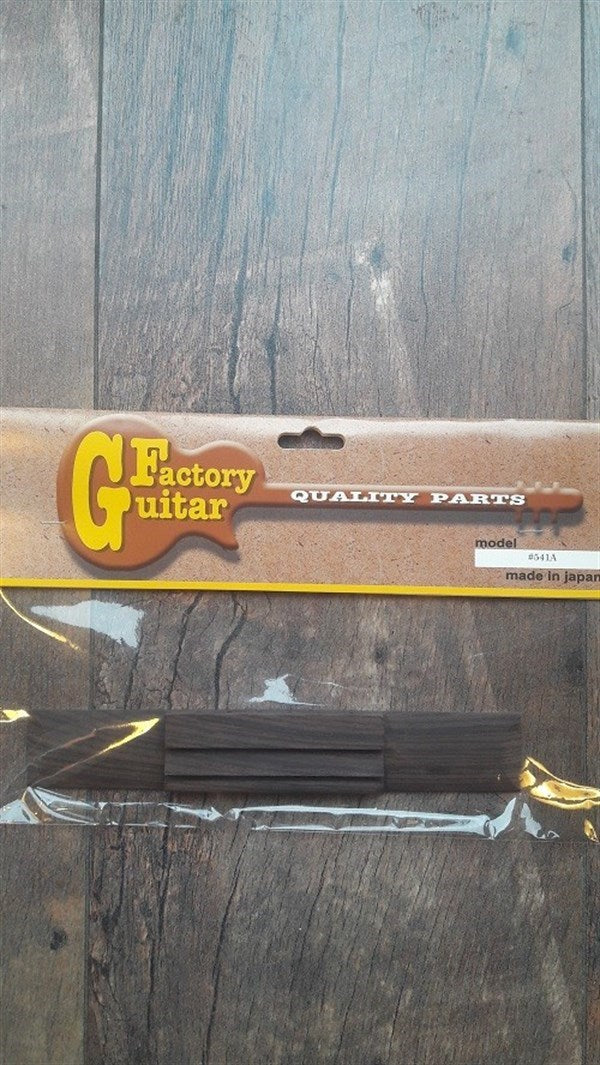 Factory
Guitar
QUALITY PARTS
model
#541A
made in japan